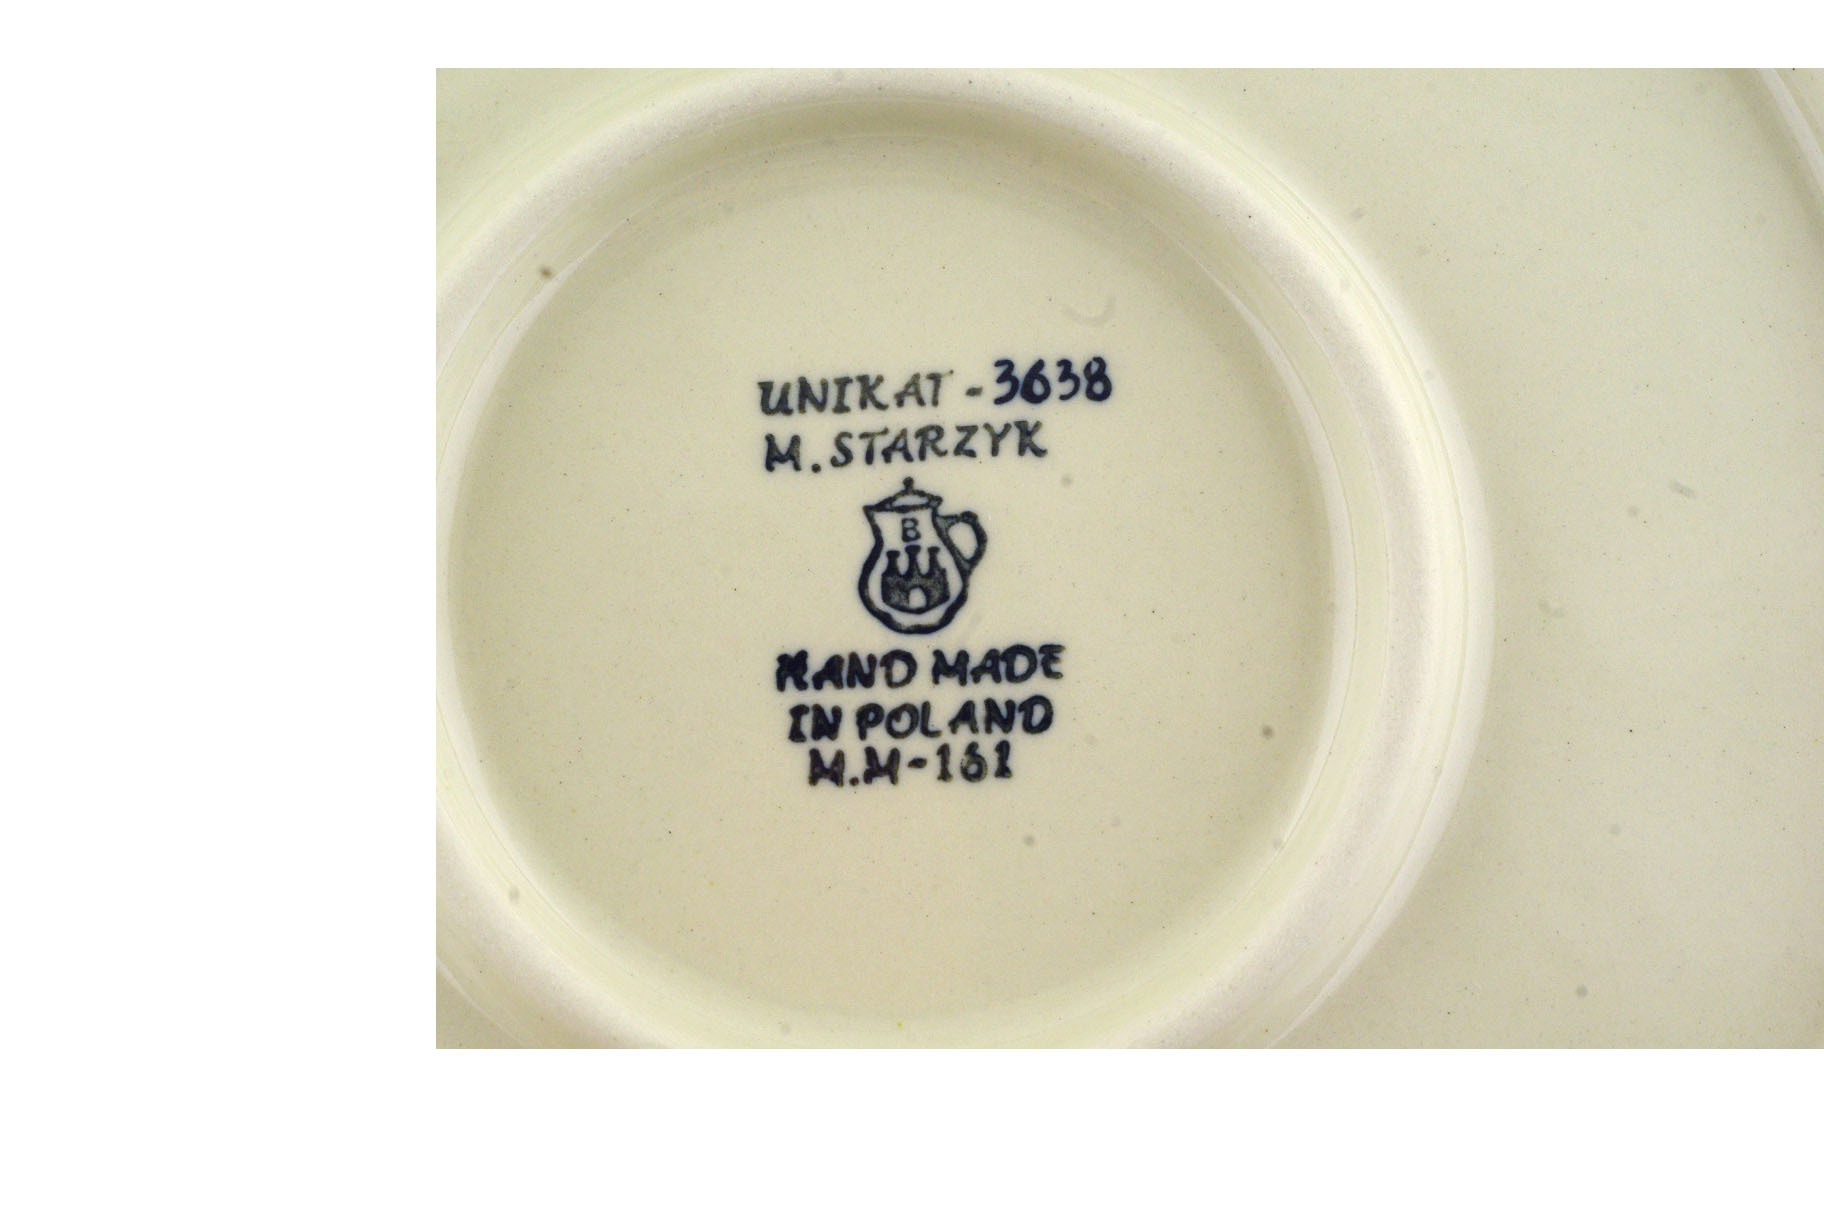 UNIKAT - 3638
M. STARZYK
B
HAND MADE
IN POLAND
M.M-161